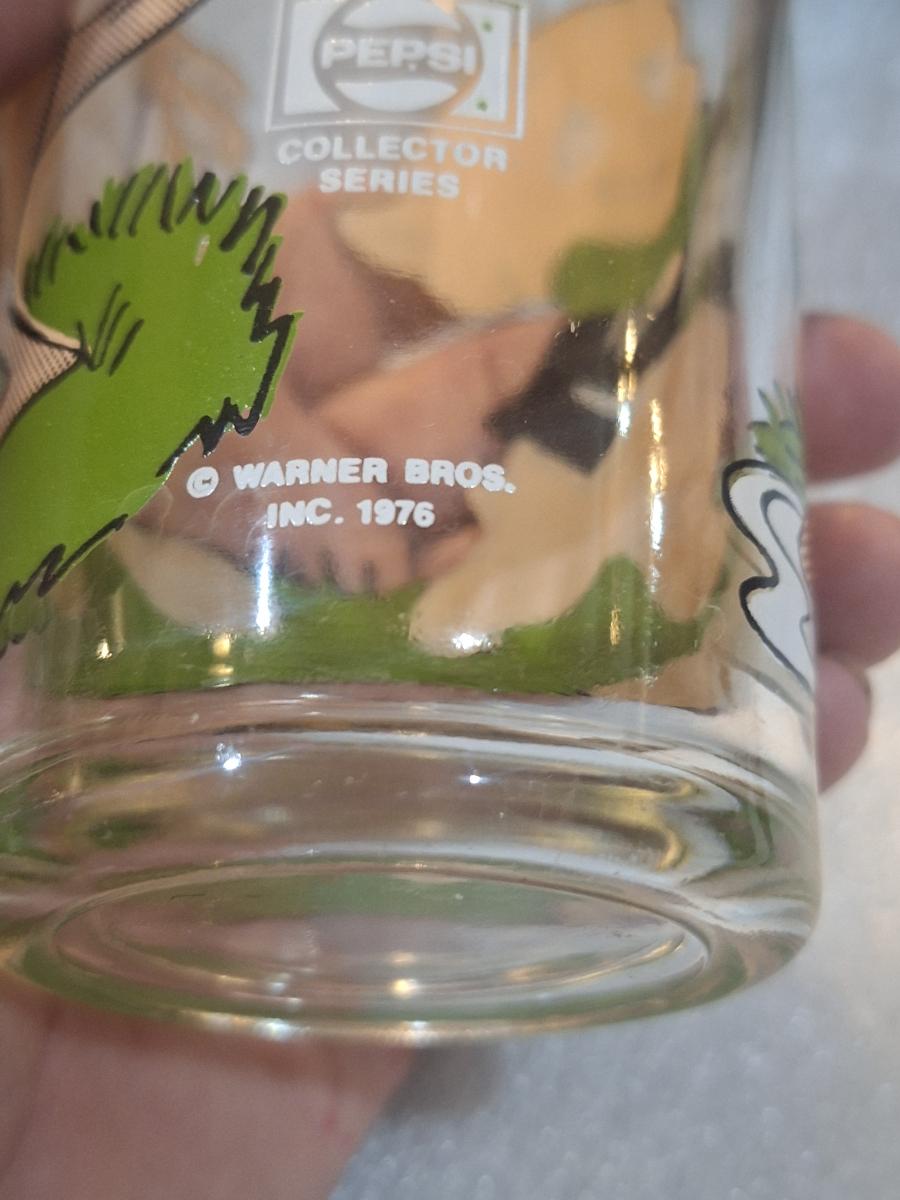 PEPSI
COLLECTOR
SERIES
© WARNER BROS.
INC. 1976